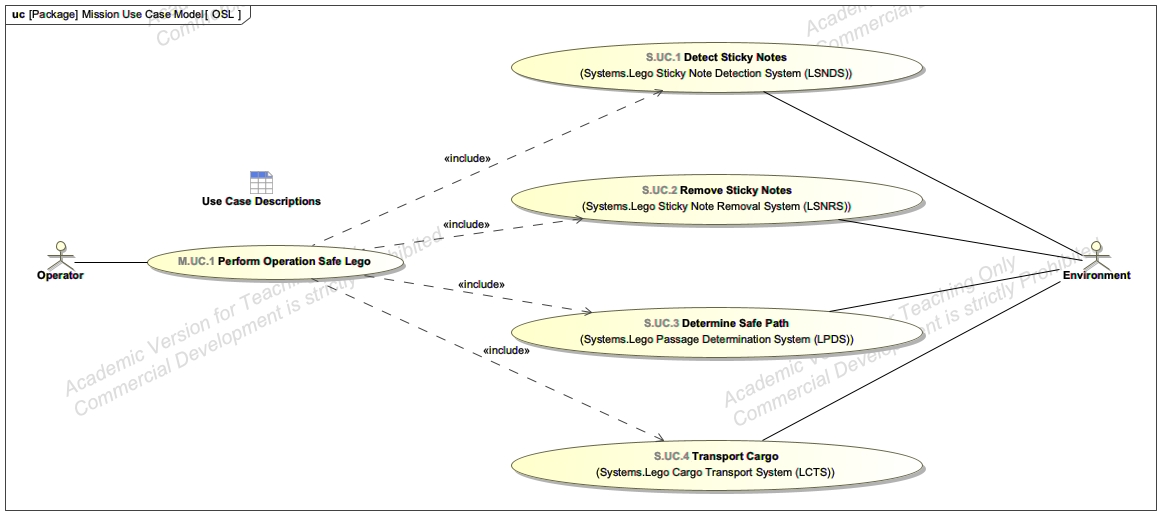 uc [Package] Mission Use Case Model[ OSL ]
S.UC.1 Detect Sticky Notes
(Systems.Lego Sticky Note Detection System (LSNDS))
«include»
Use Case Descriptions
S.UC.2 Remove Sticky Notes
(Systems.Lego Sticky Note Removal System (LSNRS))
«include»
Operator
M.UC.1 Perform Operation Safe Lego
Environment
«include»
S.UC.3 Determine Safe Path
(Systems.Lego Passage Determination System (LPDS))
«include»
S.UC.4 Transport Cargo
(Systems.Lego Cargo Transport System (LCTS))
Academic Version for Teach
Commercial Development is strictly Prohibited
Academic V for Teaching Only
Commercial Deve ment is strictly Prohibited